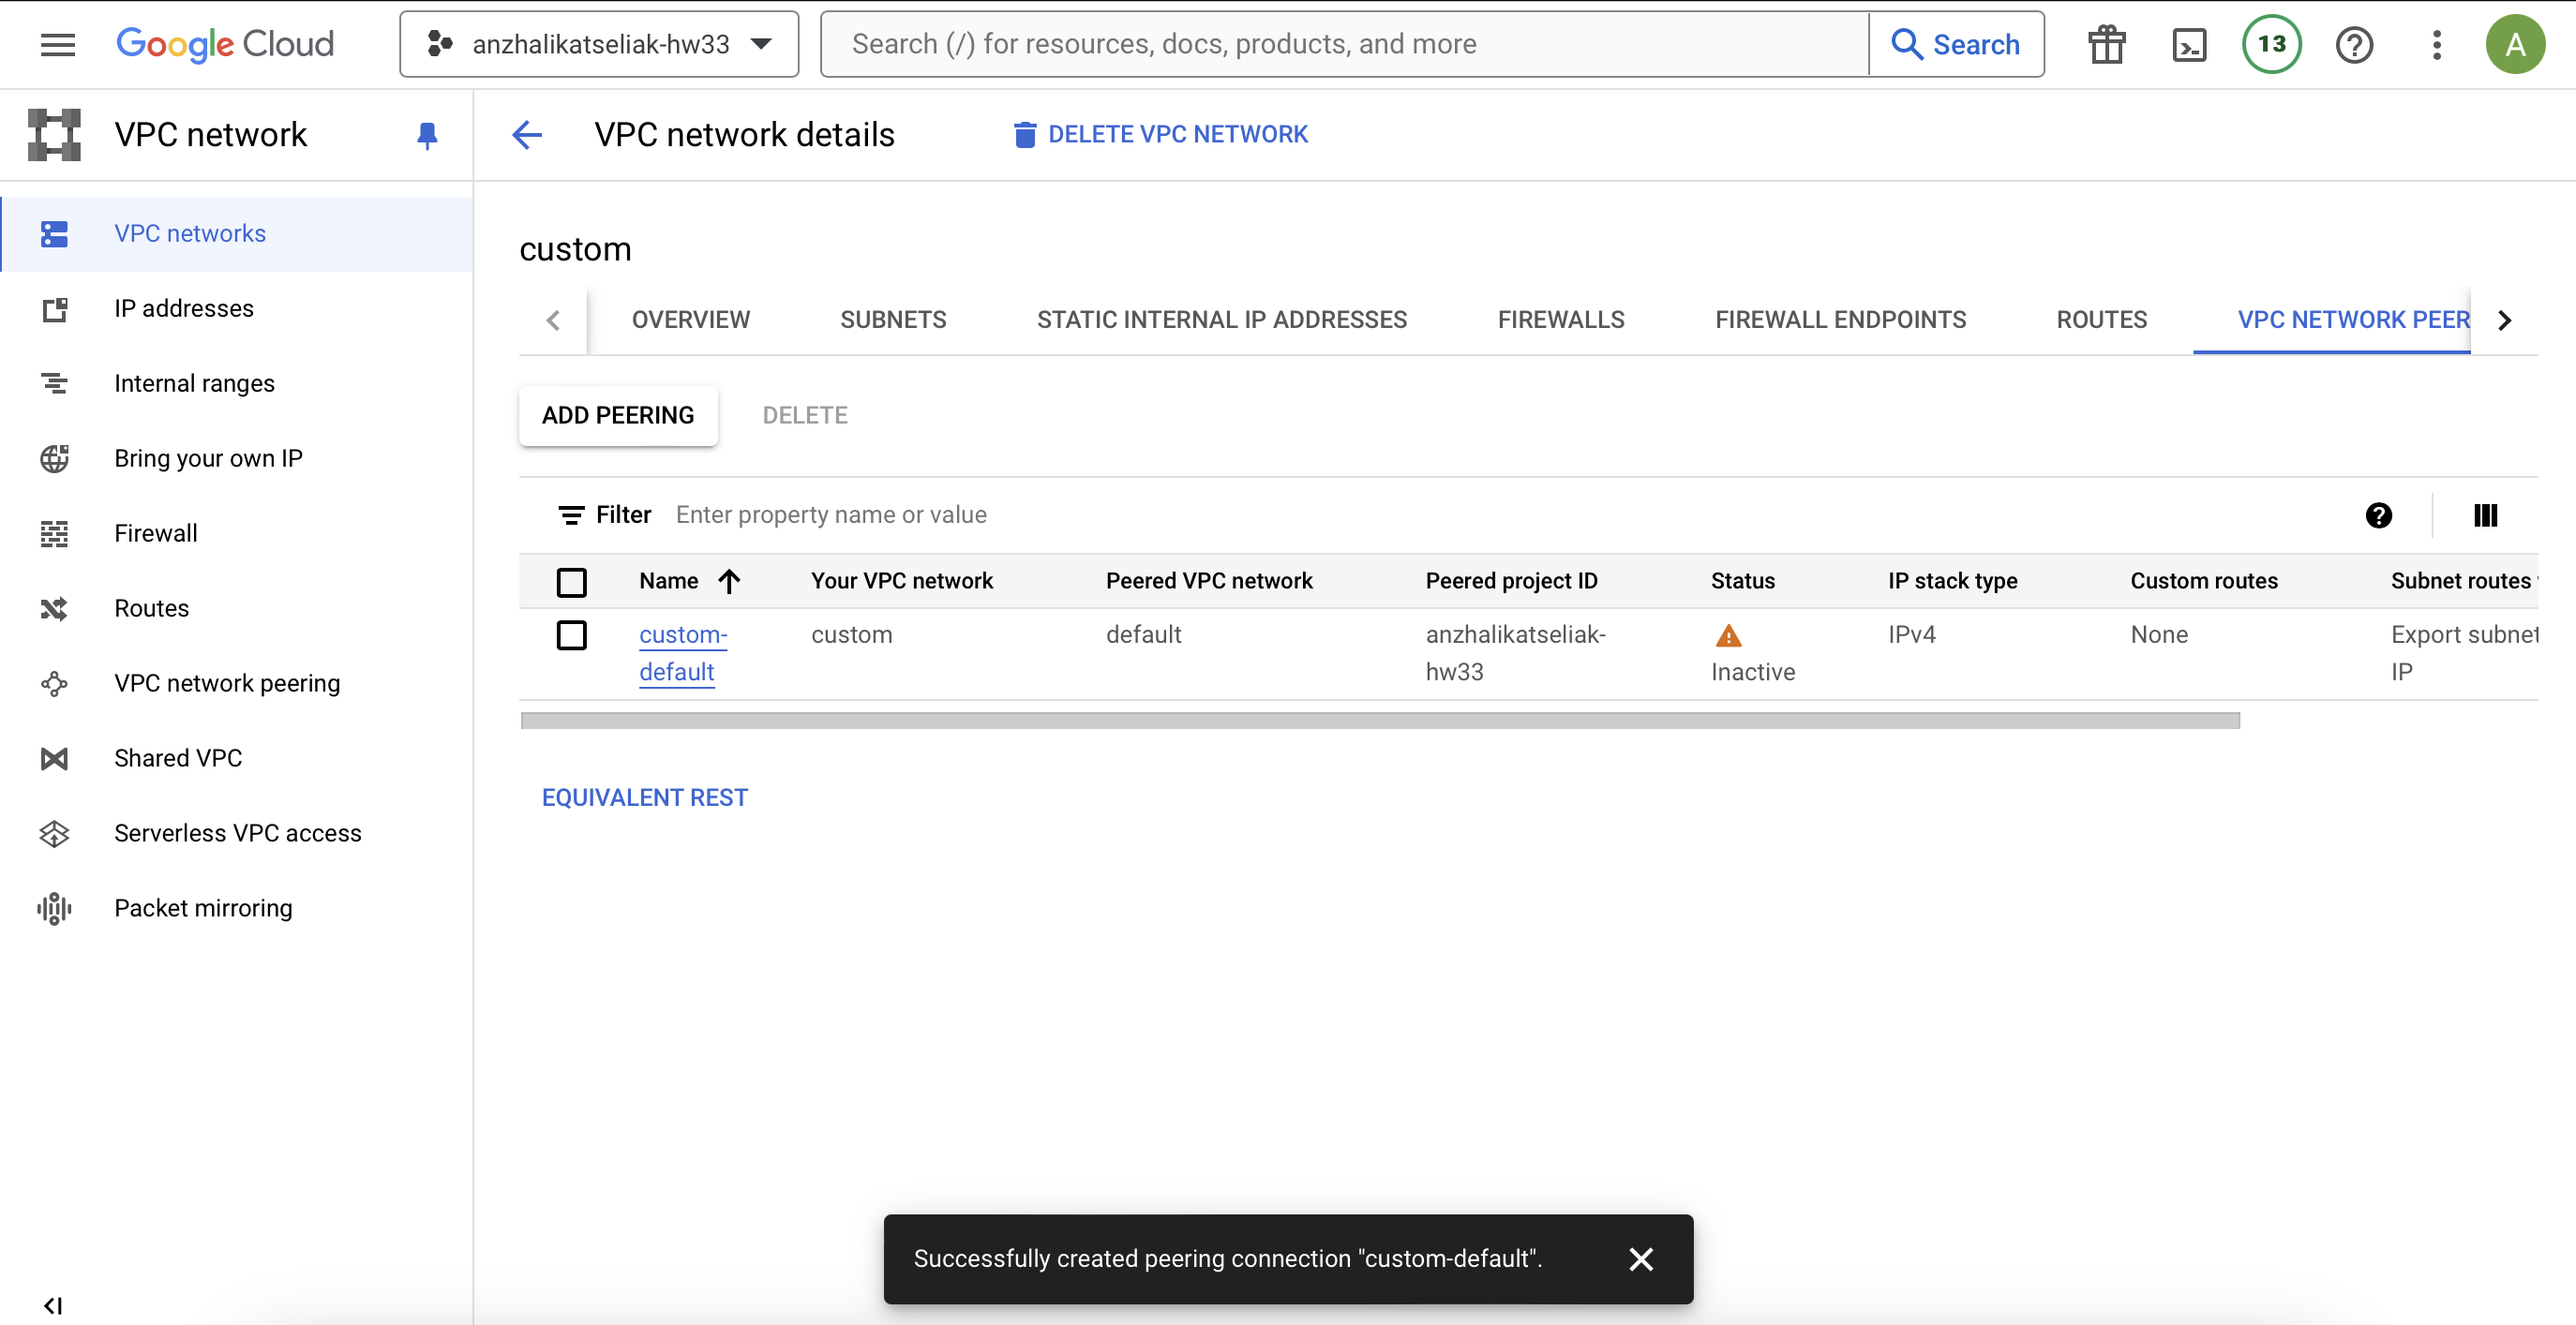 Google Cloud
anzhalikatseliak-hw33
Search (/) for resources, docs, products, and more
Search
13
A
VPC network
VPC network details
DELETE VPC NETWORK
VPC networks
IP addresses
Internal ranges
Bring your own IP
Firewall
Routes
VPC network peering
Shared VPC
Serverless VPC access
Packet mirroring
custom
OVERVIEW SUBNETS STATIC INTERNAL IP ADDRESSES FIREWALLS FIREWALL ENDPOINTS ROUTES VPC NETWORK PEER
ADD PEERING DELETE
Filter Enter property name or value
Name Your VPC network Peered VPC network Peered project ID Status IP stack type Custom routes Subnet routes
custom- custom default anzhalikatseliak- IPv4 None Export subnet
default hw33 Inactive IP
EQUIVALENT REST
Successfully created peering connection "custom-default".